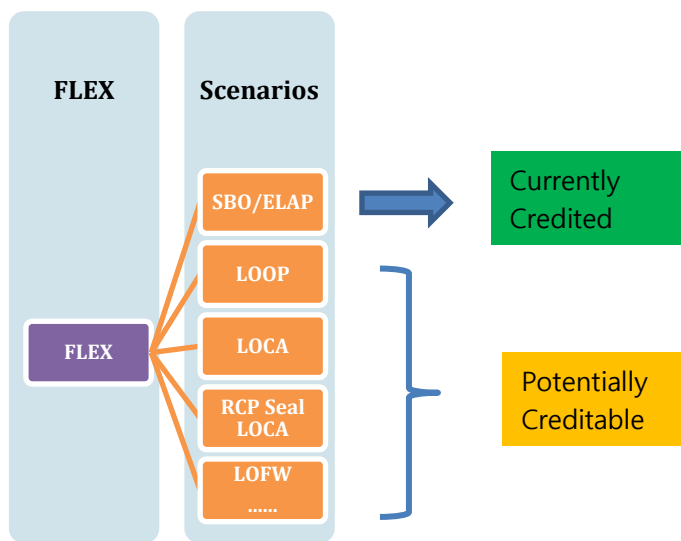 FLEX
Scenarios
SBO/ELAP
Currently
Credited
LOOP
FLEX
LOCA
RCP Seal
LOCA
Potentially
Creditable
LOFW
......